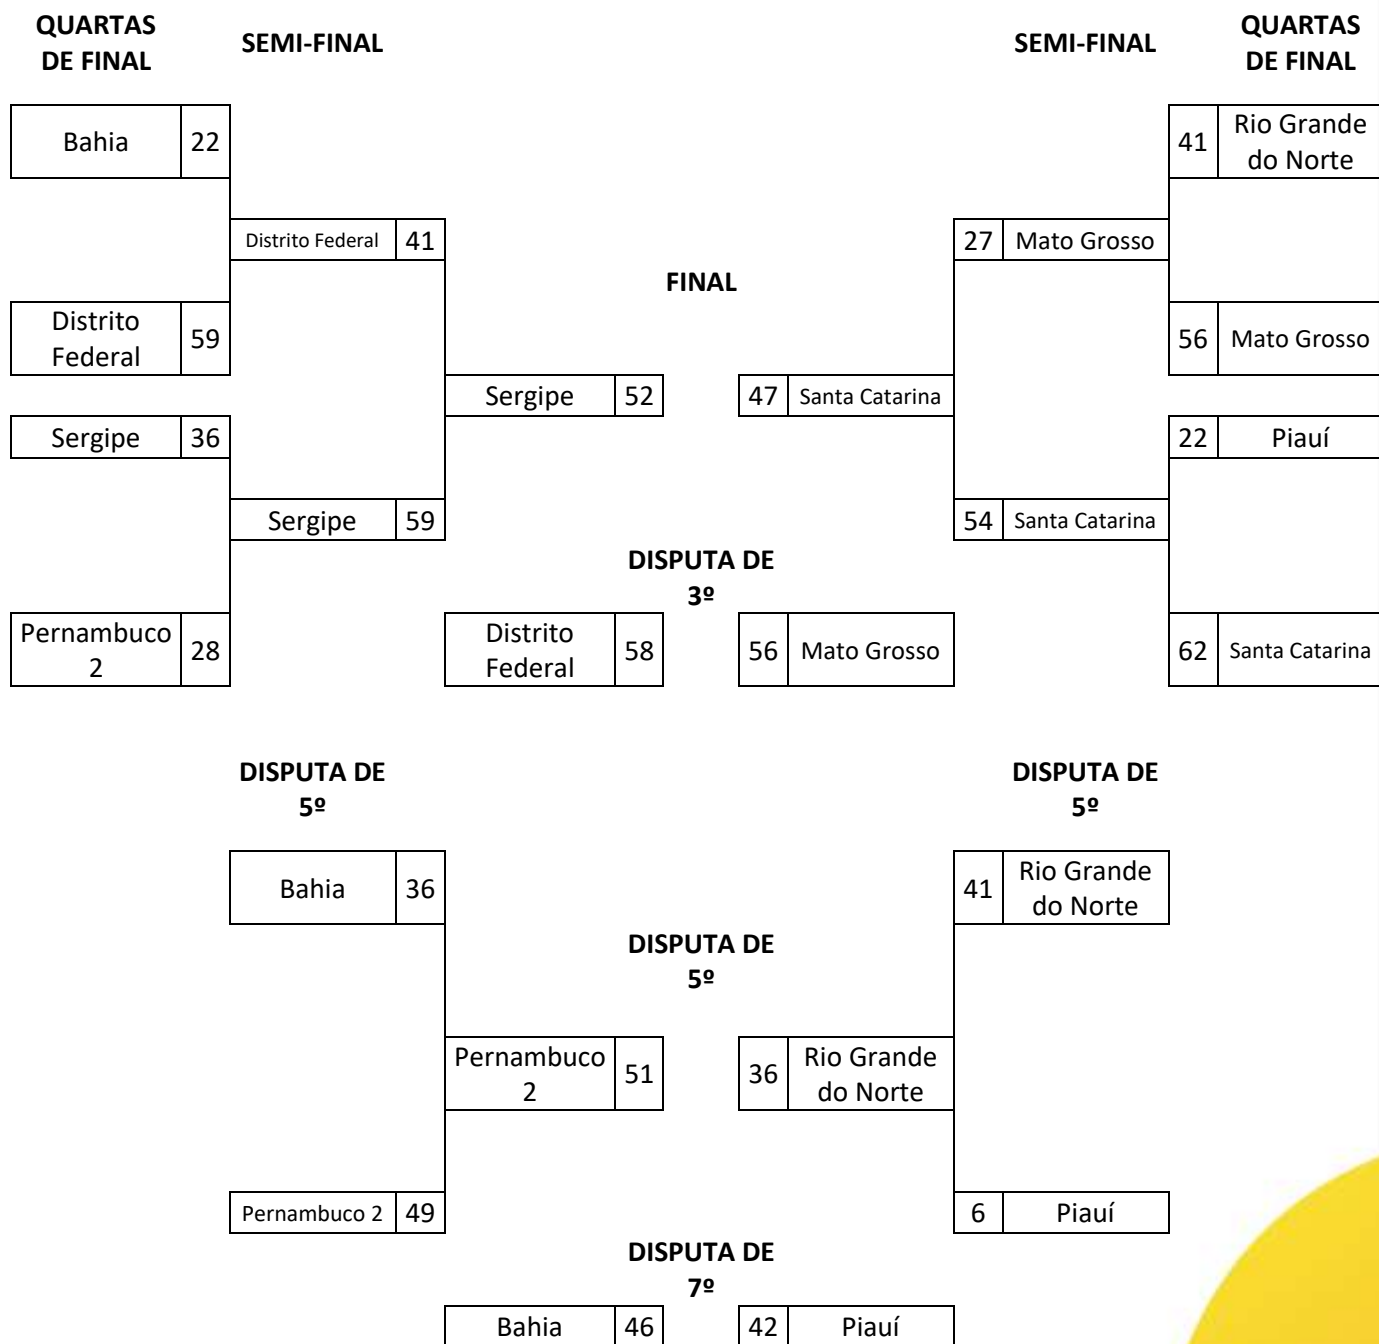 QUARTAS
DE FINAL
SEMI-FINAL
SEMI-FINAL
QUARTAS
DE FINAL
Bahia 22
41 Rio Grande
do Norte
Distrito Federal 41
27 Mato Grosso
FINAL
Distrito
Federal 59
56 Mato Grosso
Sergipe 52
47 Santa Catarina
Sergipe 36
22 Piauí
Sergipe 59
54 Santa Catarina
DISPUTA DE
3º
Pernambuco
2 28
Distrito
Federal 58
56 Mato Grosso
62 Santa Catarina
DISPUTA DE
5º
DISPUTA DE
5º
Bahia 36
41 Rio Grande
do Norte
DISPUTA DE
5º
Pernambuco
2 51
36 Rio Grande
do Norte
Pernambuco 2 49
6 Piauí
DISPUTA DE
7º
Bahia 46
42 Piauí